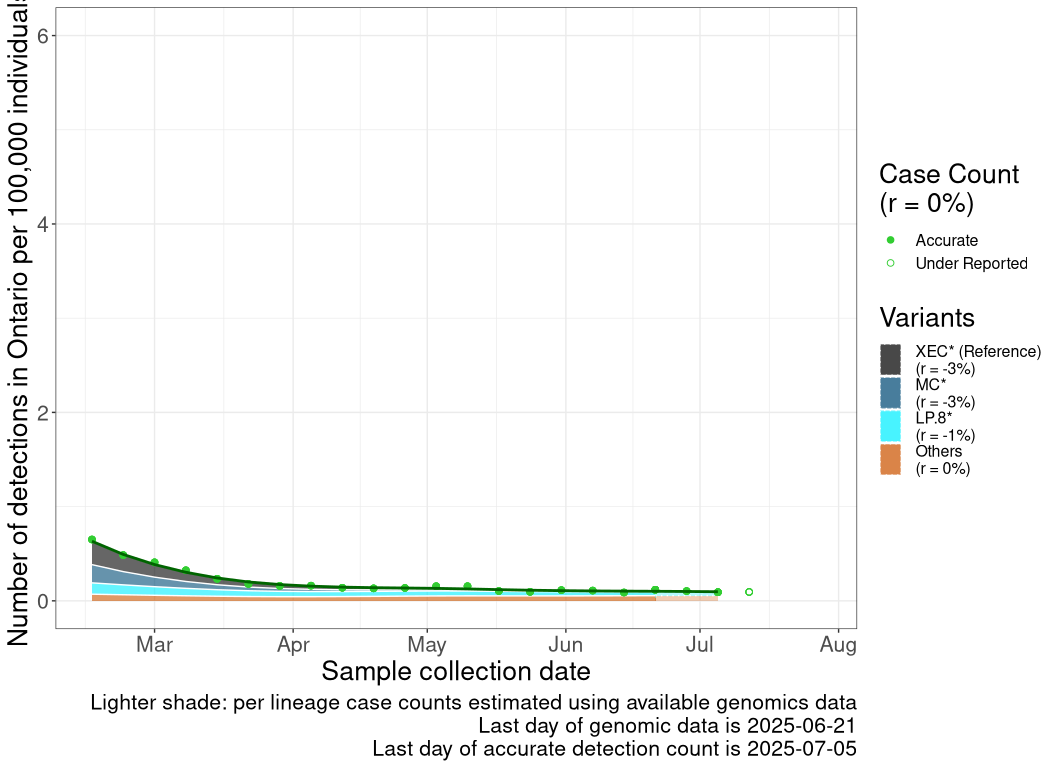 Number of detections in Ontario per 100,000 individuals
6
4
2
0
Mar Apr May Jun Jul Aug
Sample collection date
Lighter shade: per lineage case counts estimated using available genomics data
Last day of genomic data is 2025-06-21
Last day of accurate detection count is 2025-07-05
Case Count
(r = 0%)
Accurate
Under Reported
Variants
XEC* (Reference)
(r = -3%)
MC*
(r = -3%)
LP.8*
(r = -1%)
Others
(r = 0%)